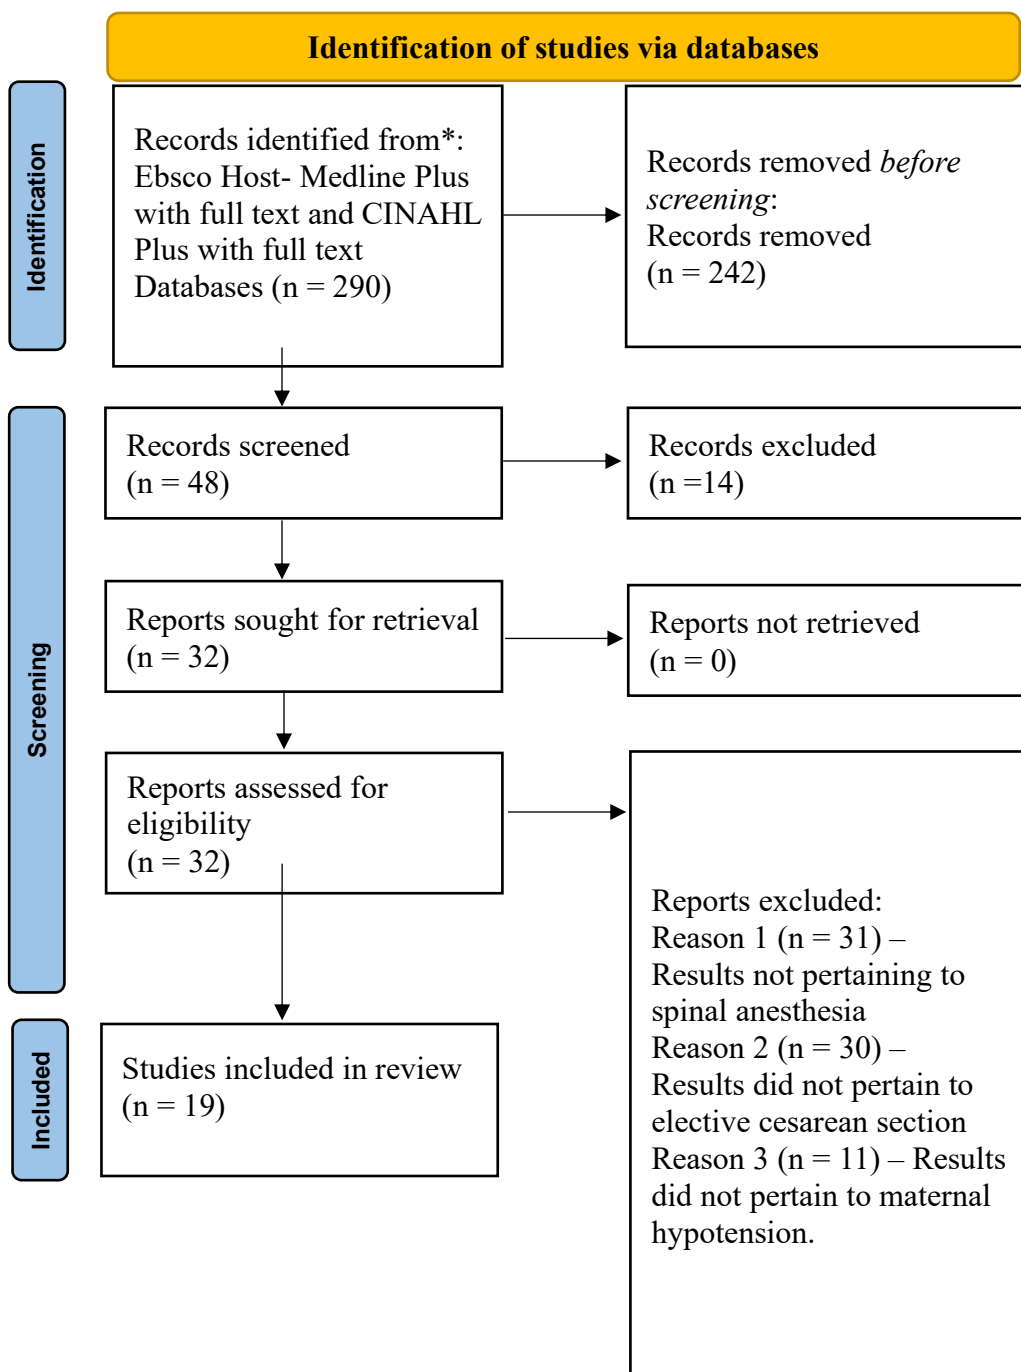 Identification of studies via databases
Identification
Records identified from*:
Ebsco Host- Medline Plus
with full text and CINAHL
Plus with full text
Databases (n = 290)
Records removed before
screening:
Records removed
(n = 242)
Screening
Records screened
(n = 48)
Records excluded
(n =14)
Reports sought for retrieval
(n = 32)
Reports not retrieved
(n = 0)
Reports assessed for
eligibility
(n = 32)
Reports excluded:
Reason 1 (n = 31) –
Results not pertaining to
spinal anesthesia
Reason 2 (n = 30) –
Results did not pertain to
elective cesarean section
Reason 3 (n = 11) – Results
did not pertain to maternal
hypotension.
Included
Studies included in review
(n = 19)